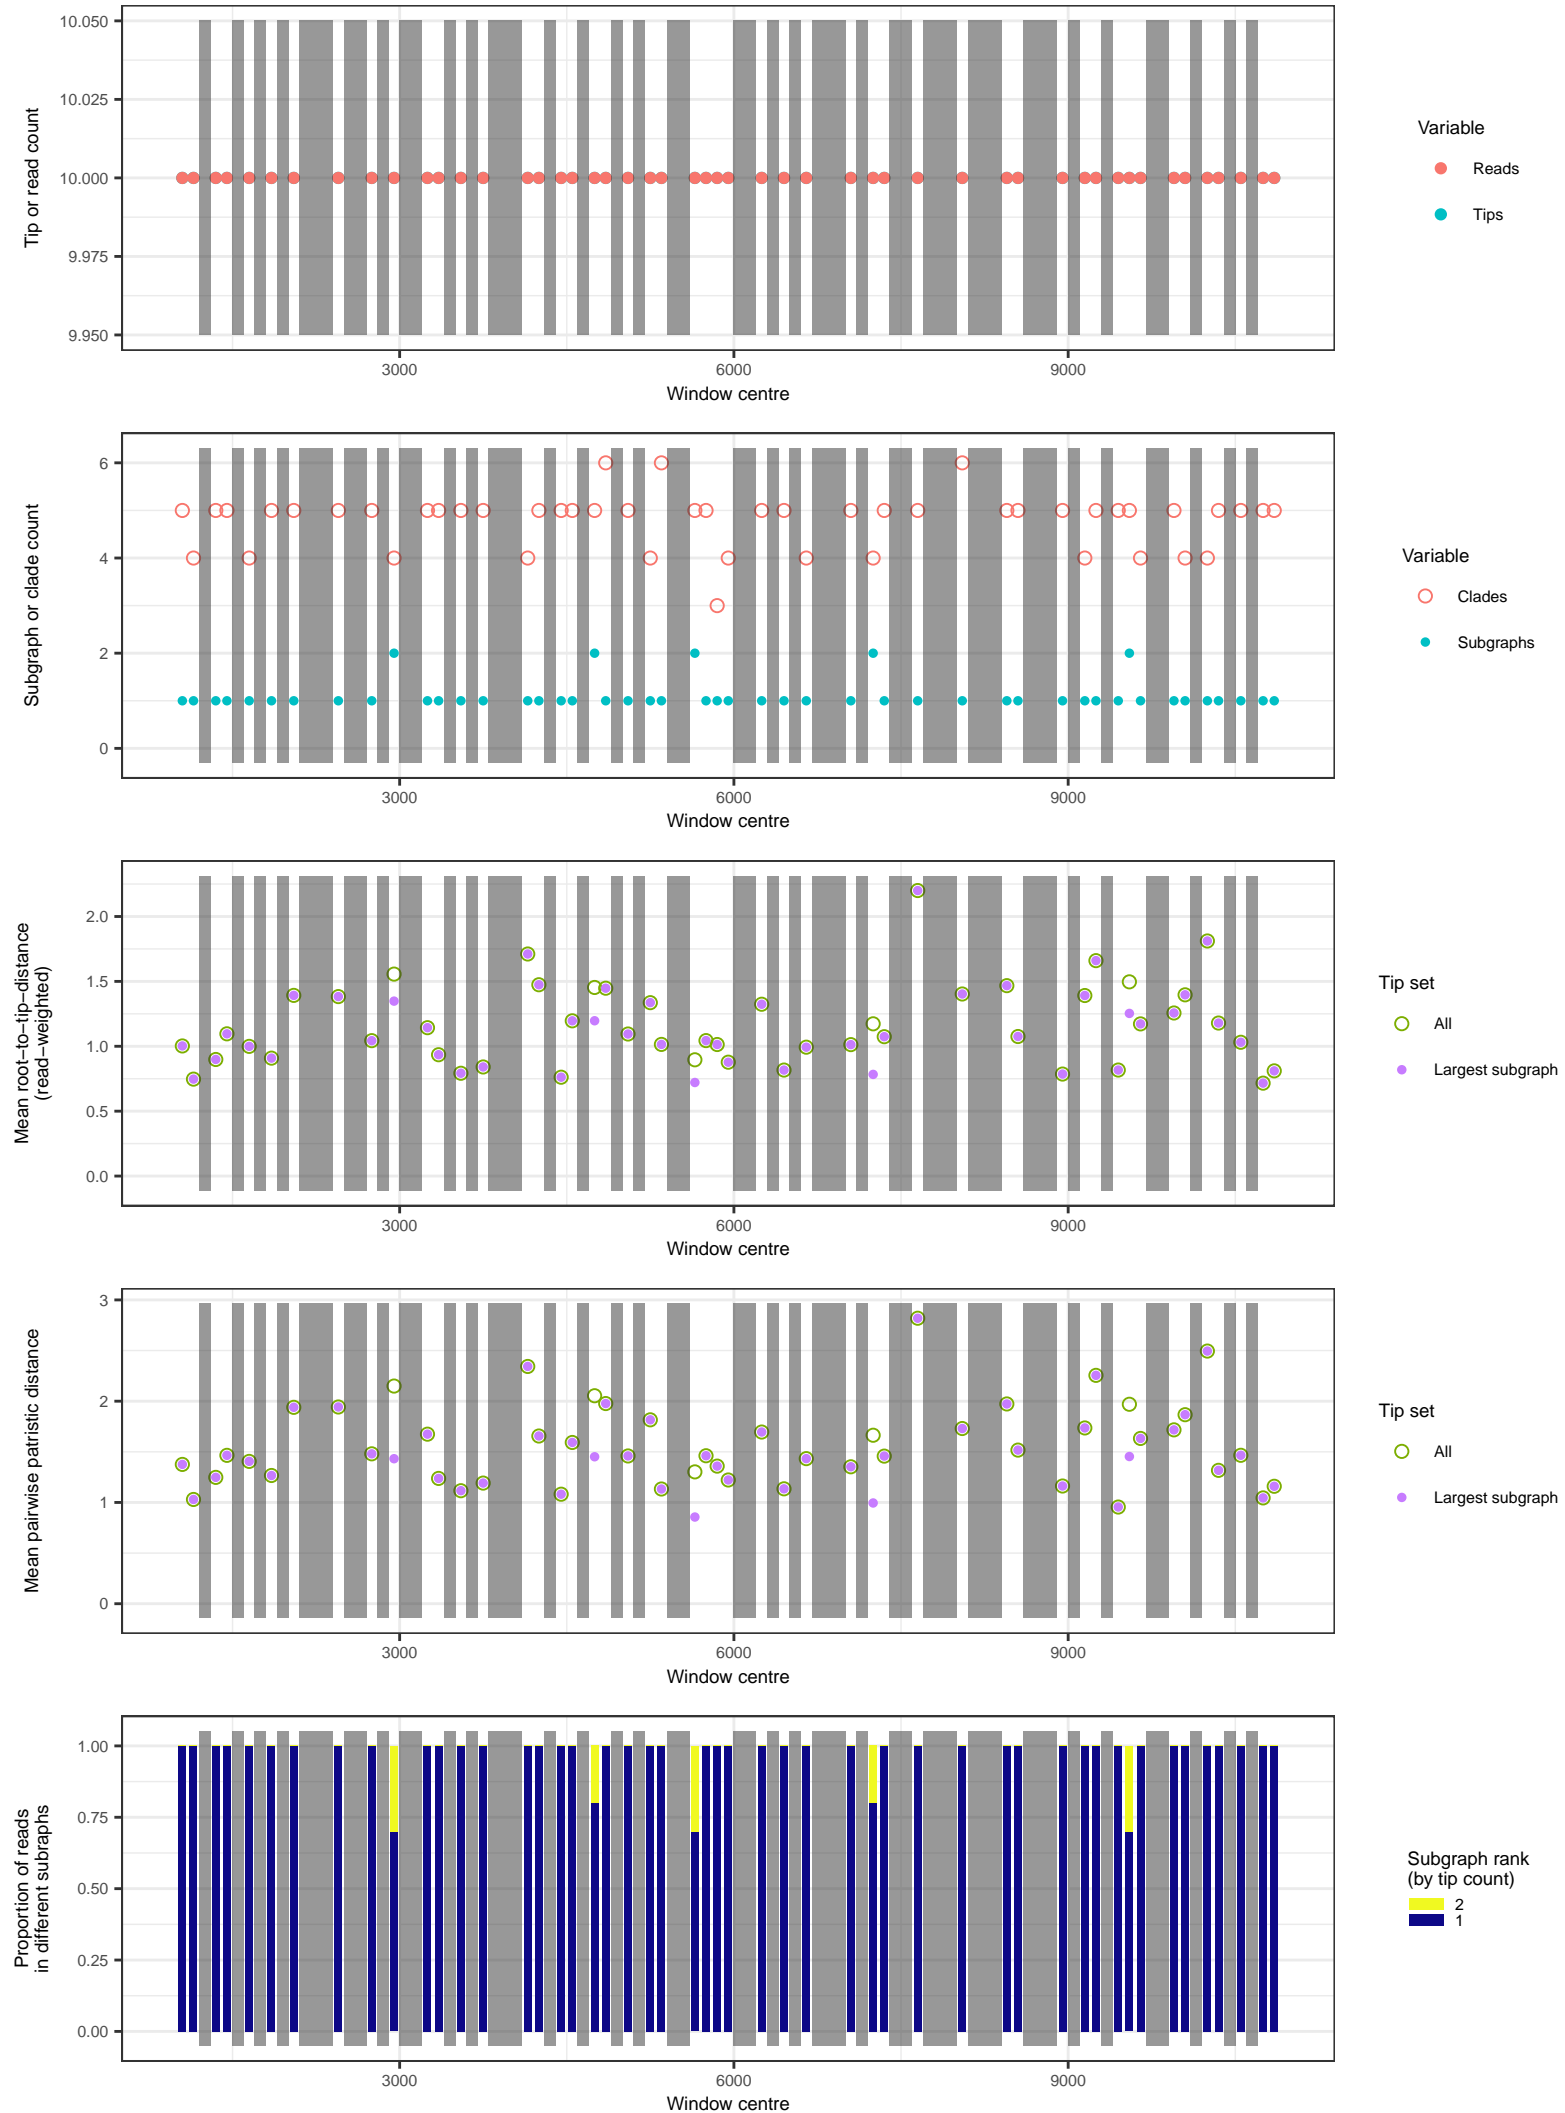 10.050
10.025
10.000
9.975
9.950
Tip or read count
3000
6000
9000
Window centre
Variable
Reads
Tips
6
4
2
0
Subgraph or clade count
3000
6000
9000
Window centre
Variable
Clades
Subgraphs
2.0
1.5
1.0
0.5
0.0
Mean root−to−tip−distance
(read−weighted)
3000
6000
9000
Window centre
Tip set
All
Largest subgraph
3
2
1
0
Mean pairwise patristic distance
3000
6000
9000
Window centre
Tip set
All
Largest subgraph
1.00
0.75
0.50
0.25
0.00
Proportion of reads
in different subraphs
3000
6000
9000
Window centre
Subgraph rank
(by tip count)
2
1